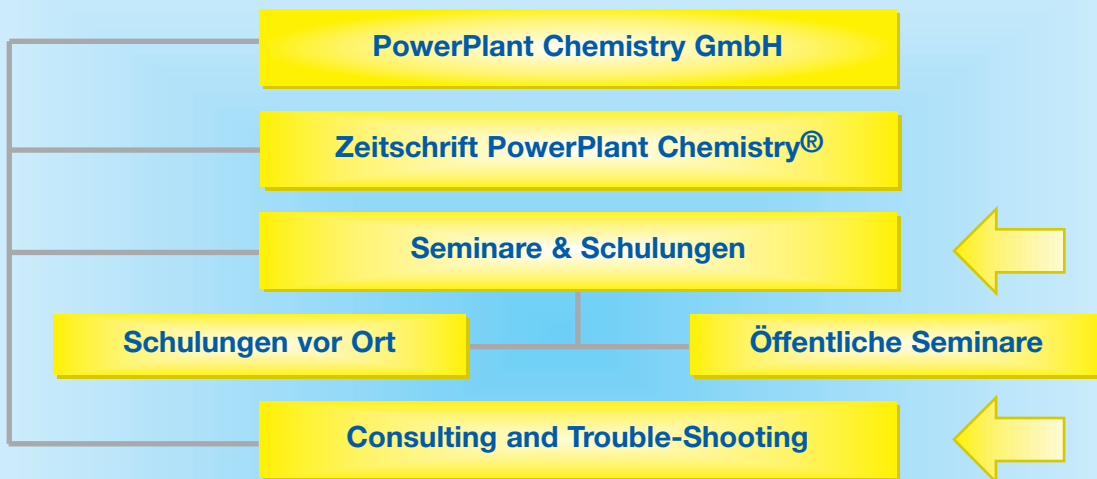 PowerPlant Chemistry GmbH
Zeitschrift PowerPlant Chemistry®
Seminare & Schulungen
Schulungen vor Ort
Öffentliche Seminare
Consulting and Trouble-Shooting